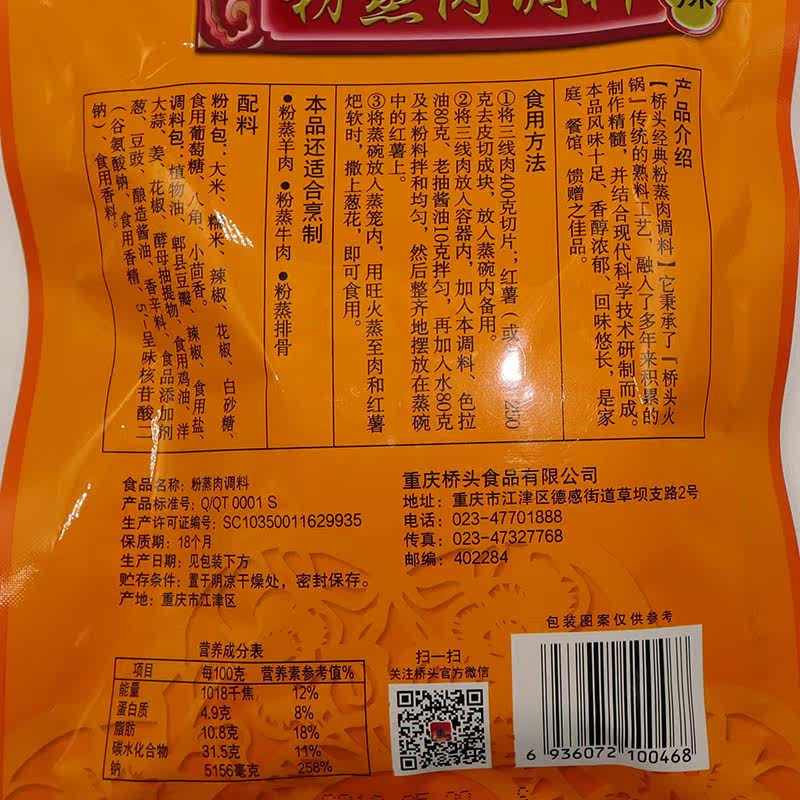 粉蒸肉调料
辣
产品介绍
【桥头经典粉蒸肉调料】它秉承了「桥头火
锅”传统的熟料工艺，融入了多年来积累的
制作精髓，并结合现代科学技术研制而成。
本品风味十足、香醇浓郁、回味悠长，是家
庭、餐馆、馈赠之佳品。
食用方法
①将三线肉400克切片，红薯（或 250
克去皮切成块，放入蒸碗内备用。
②将三线肉放入容器内，加入本调料、色拉
油80克、老抽酱油10克拌匀，再加入水80克
及本粉料拌和均匀，然后整齐地摆放在蒸碗
中的红薯上。
③将蒸碗放入蒸笼内，用旺火蒸至肉和红薯
㸆软时，撒上葱花，即可食用。
本品还适合烹制
●粉蒸羊肉 ●粉蒸牛肉 ●粉蒸排骨
配料
粉料包：大米、糯米、辣椒、花椒、白砂糖、
食用葡萄糖、八角、小茴香。
调料包：植物油、郫县豆瓣、辣椒、食用盐、
大蒜、姜、花椒、酵母抽提物、食用鸡油、洋
葱、豆豉、酿造酱油、香辛料、食品添加剂
（谷氨酸钠、食用香精、5'-呈味核苷酸二
钠）、食用香料。
食品名称：粉蒸肉调料
产品标准号：Q/QT 0001 S
生产许可证编号：SC10350011629935
保质期：18个月
生产日期：见包装下方
贮存条件：置于阴凉干燥处，密封保存。
产地：重庆市江津区
重庆桥头食品有限公司
地址：重庆市江津区德感街道草坝支路2号
电话：023-47701888
传真：023-47327768
邮编：402284
包装图案仅供参考
营养成分表
项目 每100克 营养素参考值%
能量 1018千焦 12%
蛋白质 4.9克 8%
脂肪 10.8克 18%
碳水化合物 31.5克 11%
钠 5156毫克 258%
扫一扫
关注桥头官方微信
6 936072 100468